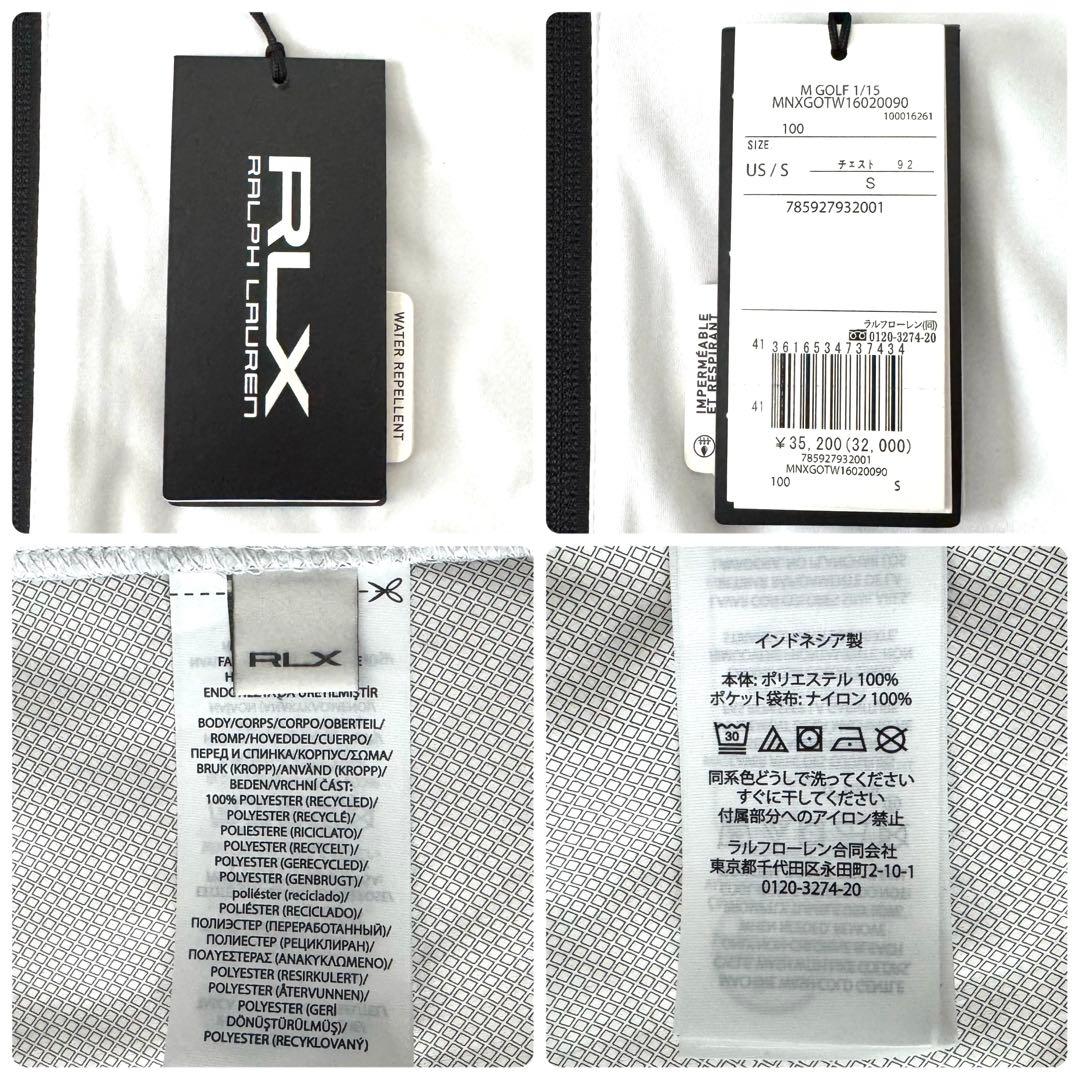 RLX
RALPH LAUREN
WATER REPELLENT
M GOLF 1/15
MNXGOTW16020090
100016261
100
SIZE
US / S
チェスト 92
S
785927932001
ラルフローレン(同)
0120-3274-20
IMPERMÉABLE
ET RESPIRANT
41
3616534737434
41
¥35,200(32,000)
785927932001
MNXGOTW16020090
100 S
RLX
ENDONEZYA'DA ÜRETİLMİŞTİR
BODY/CORPS/CORPO/OBERTEIL/
ROMP/HOVEDDEL/CUERPO/
ПЕРЕД И СПИНКА/КОРПУС/ΣΩΜΑ/
BRUK (KROPP)/ANVÄND (KROPP)/
BEDEN/VRCHNÍ ČÁST:
100% POLYESTER (RECYCLED)/
POLYESTER (RECYCLÉ)/
POLIESTERE (RICICLATO)/
POLYESTER (RECYCELT)/
POLYESTER (GERECYCLED)/
POLYESTER (GENBRUGT)/
poliéster (reciclado)/
POLIÉSTER (RECICLADO)/
ПОЛИЭСТЕР (ПЕРЕРАБОТАННЫЙ)/
ПОЛИЕСТЕР (РЕЦИКЛИРАН)/
ΠΟΛΥΕΣΤΕΡΑΣ (ΑΝΑΚΥΚΛΩΜΕΝΟ)/
POLYESTER (RESIRKULERT)/
POLYESTER (ÅTERVUNNEN)/
POLYESTER (GERİ
DÖNÜŞTÜRÜLMÜŞ)/
POLYESTER (RECYKLOVANÝ)
インドネシア製
本体: ポリエステル 100%
ポケット袋布: ナイロン 100%
30
同系色どうしで洗ってください
すぐに干してください
付属部分へのアイロン禁止
ラルフローレン合同会社
東京都千代田区永田町2-10-1
0120-3274-20